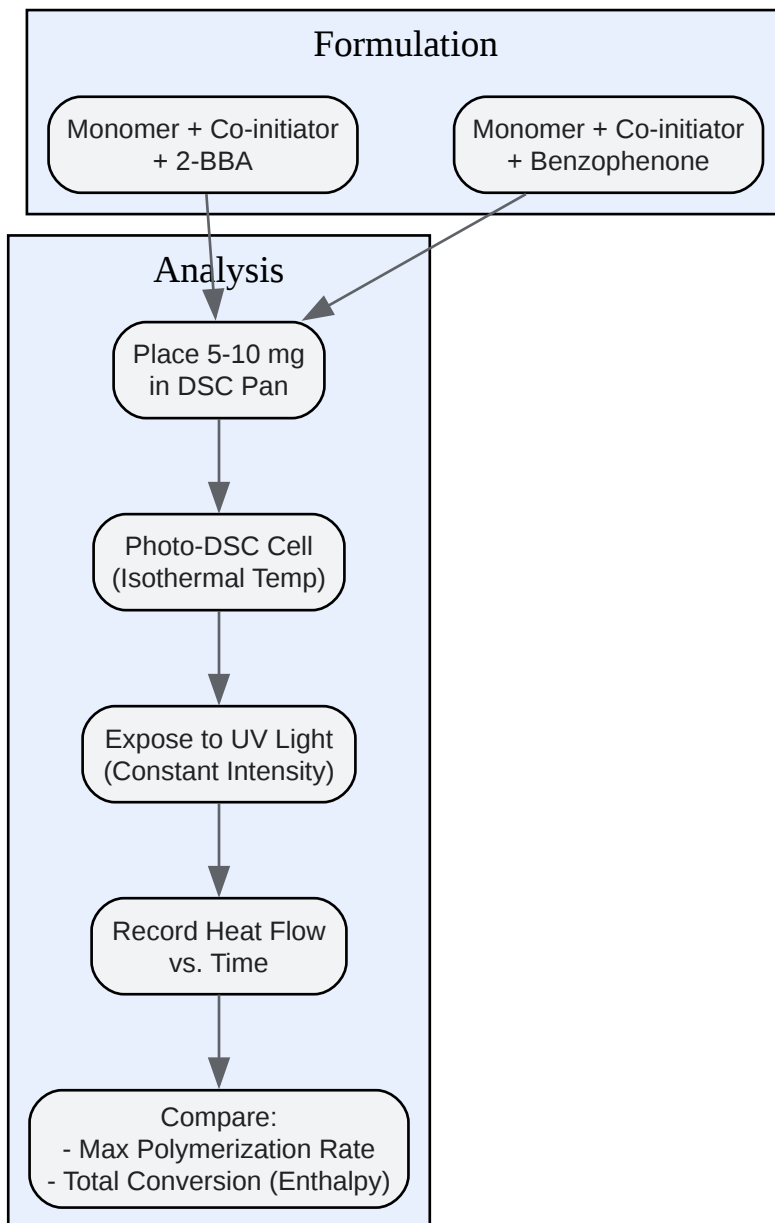 Formulation
Monomer + Co-initiator
+ 2-BBA
Monomer + Co-initiator
+ Benzophenone
Analysis
Place 5-10 mg
in DSC Pan
Photo-DSC Cell
(Isothermal Temp)
Expose to UV Light
(Constant Intensity)
Record Heat Flow
vs. Time
Compare:
- Max Polymerization Rate
- Total Conversion (Enthalpy)